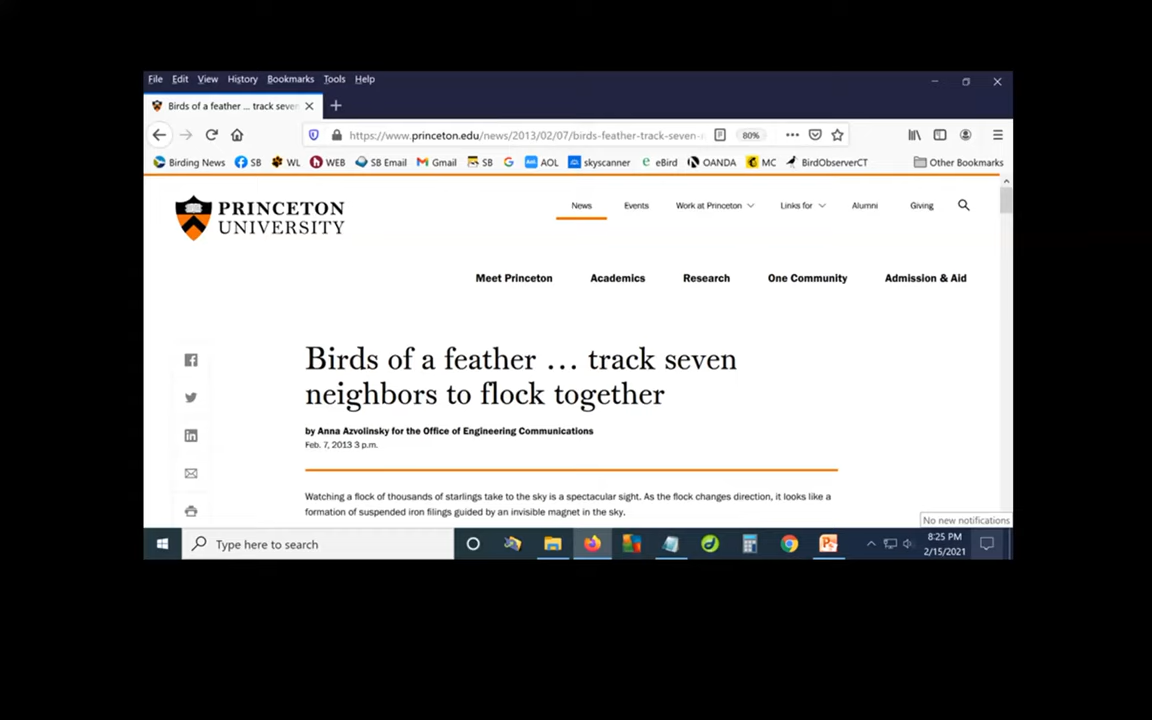 File Edit View History Bookmarks Tools Help
Birds of a feather ... track seven
https://www.princeton.edu/news/2013/02/07/birds-feather-track-seven- 80%
Birding News SB WL WEB SB Email Gmail SB AOL skyscanner eBird OANDA MC BirdObserverCT Other Bookmarks
PRINCETON
UNIVERSITY
News Events Work at Princeton Links for Alumni Giving
Meet Princeton Academics Research One Community Admission & Aid
Birds of a feather … track seven
neighbors to flock together
by Anna Azvolinsky for the Office of Engineering Communications
Feb. 7, 2013 3 p.m.
Watching a flock of thousands of starlings take to the sky is a spectacular sight. As the flock changes direction, it looks like a
formation of suspended iron filings guided by an invisible magnet in the sky.
No new notifications
Type here to search
8:25 PM
2/15/2021